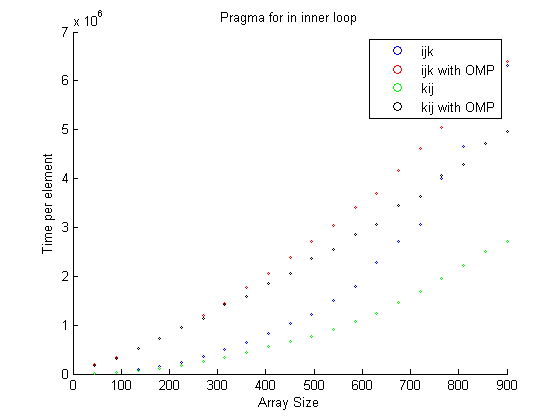 Pragma for in inner loop
x 10^6
ijk
ijk with OMP
kij
kij with OMP
7
6
5
4
3
2
1
0
Time per element
0 100 200 300 400 500 600 700 800 900
Array Size